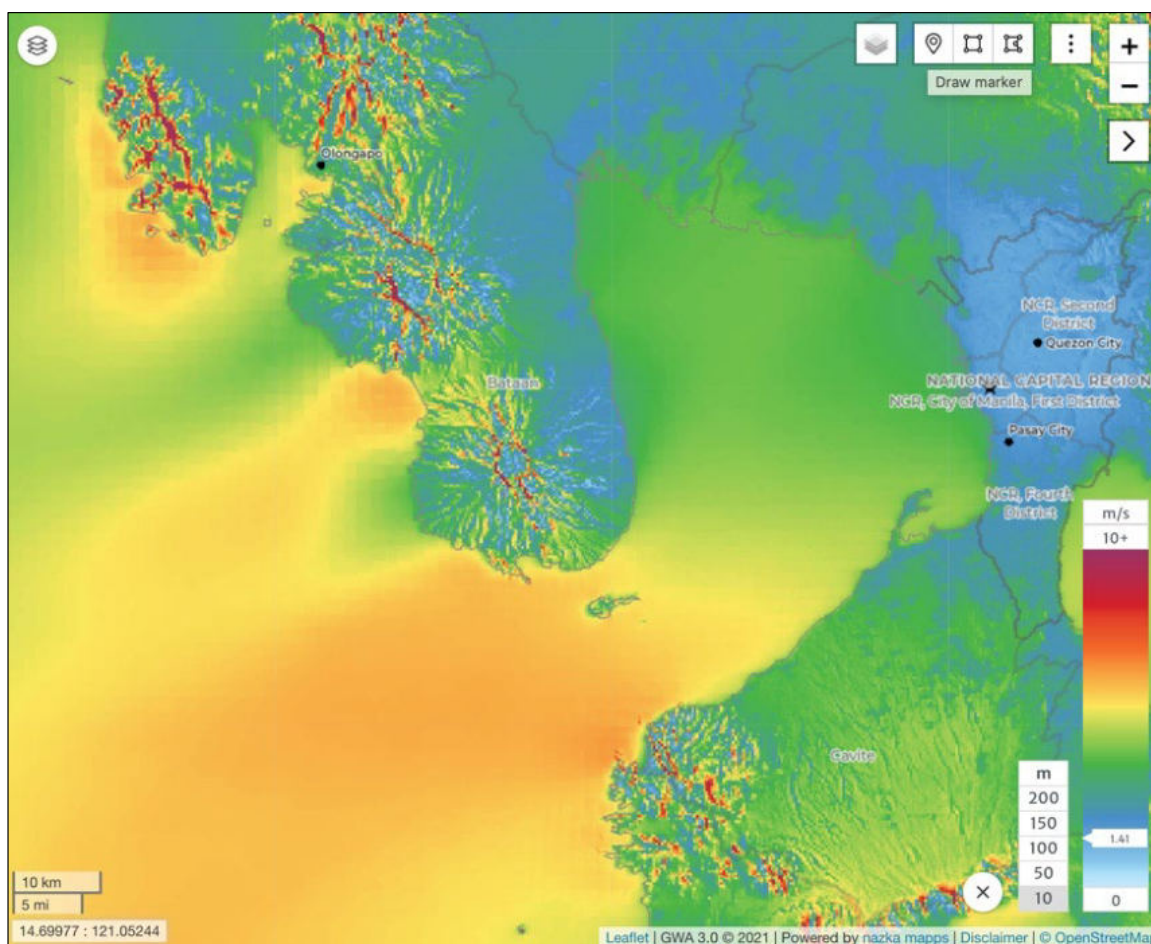 Draw marker
+
−
Olongapo
NCR, Second
District
Quezon City
NATIONAL CAPITAL REGION
NCR, City of Manila, First District
Bataan
Pasay City
NCR, Fourth
District
m/s
10+
Cavite
m
200
150
100
50
10
1.41
0
10 km
5 mi
14.69977 : 121.05244
Leaflet | GWA 3.0 © 2021 | Powered by nazka mapps | Disclaimer | © OpenStreetMap